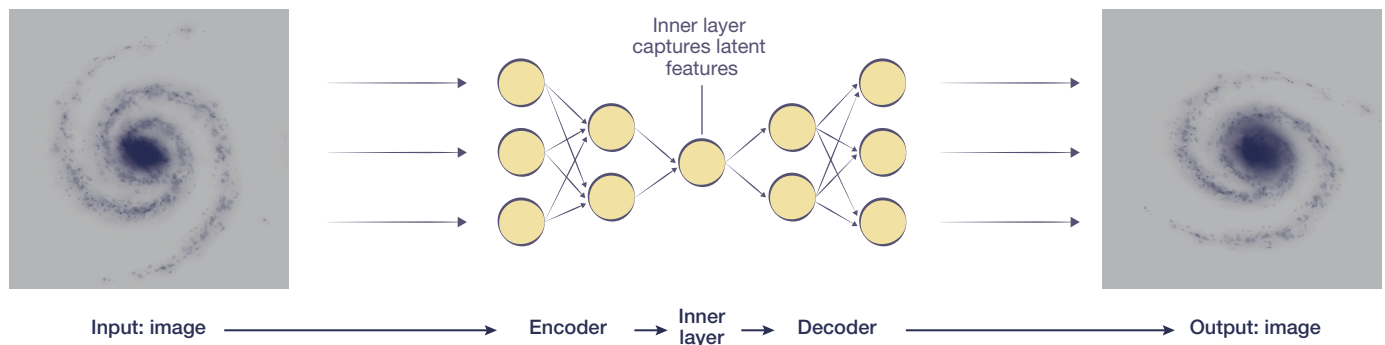 Inner layer
captures latent
features
Input: image
Encoder
Inner
layer
Decoder
Output: image